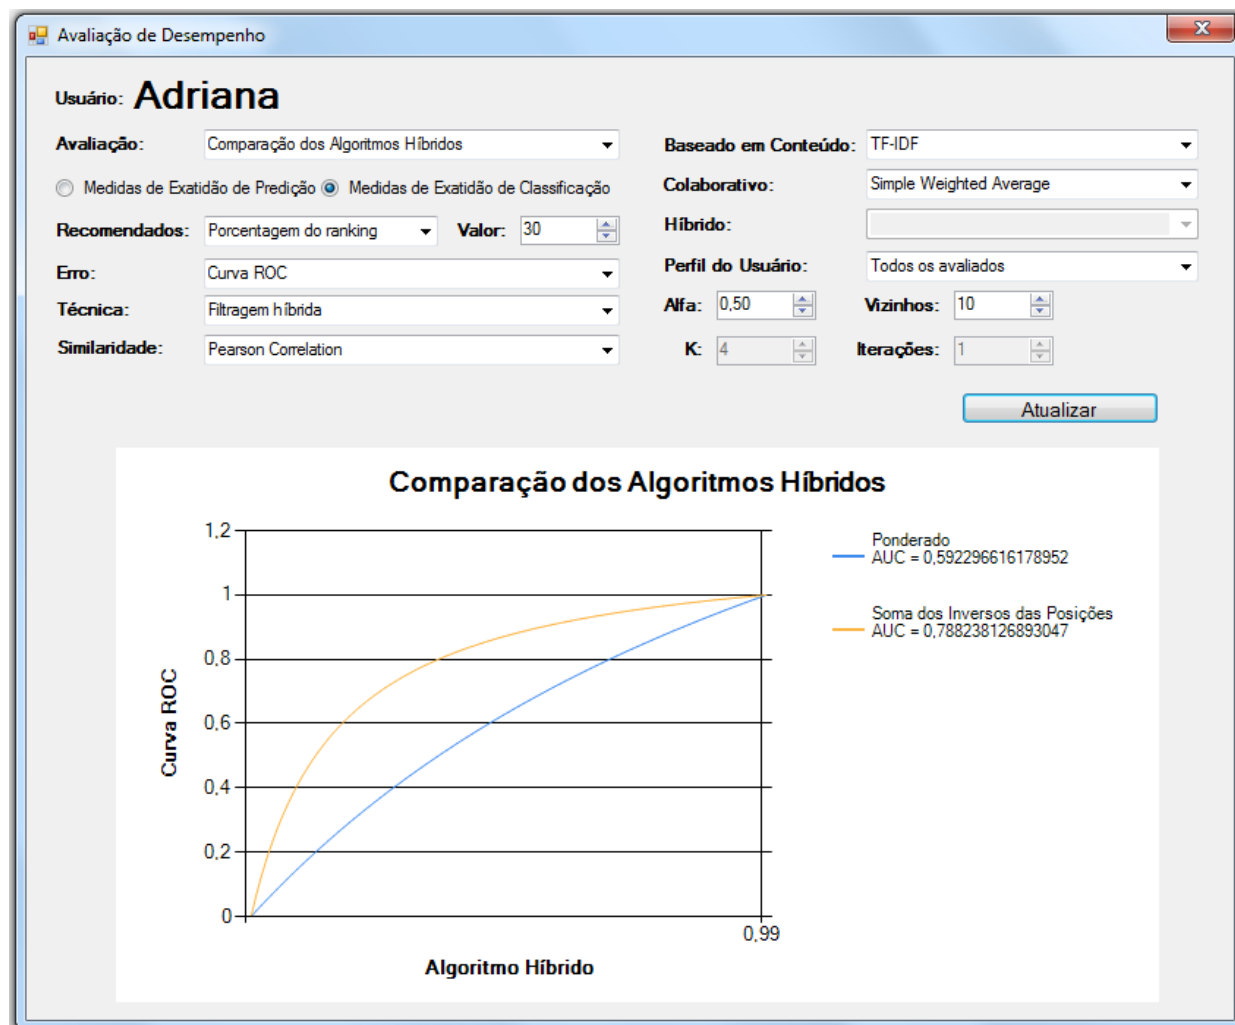 Avaliação de Desempenho
Usuário: Adriana
Avaliação: Comparação dos Algoritmos Híbridos
Baseado em Conteúdo: TF-IDF
Medidas de Exatidão de Predição Medidas de Exatidão de Classificação
Colaborativo: Simple Weighted Average
Recomendados: Porcentagem do ranking Valor: 30
Híbrido:
Erro: Curva ROC
Perfil do Usuário: Todos os avaliados
Técnica: Filtragem híbrida
Alfa: 0,50 Vizinhos: 10
Similaridade: Pearson Correlation
K: 4 Iterações: 1
Atualizar
Comparação dos Algoritmos Híbridos
1,2
1
0,8
0,6
0,4
0,2
0
Curva ROC
0,99
Algoritmo Híbrido
Ponderado
AUC = 0,592296616178952
Soma dos Inversos das Posições
AUC = 0,788238126893047